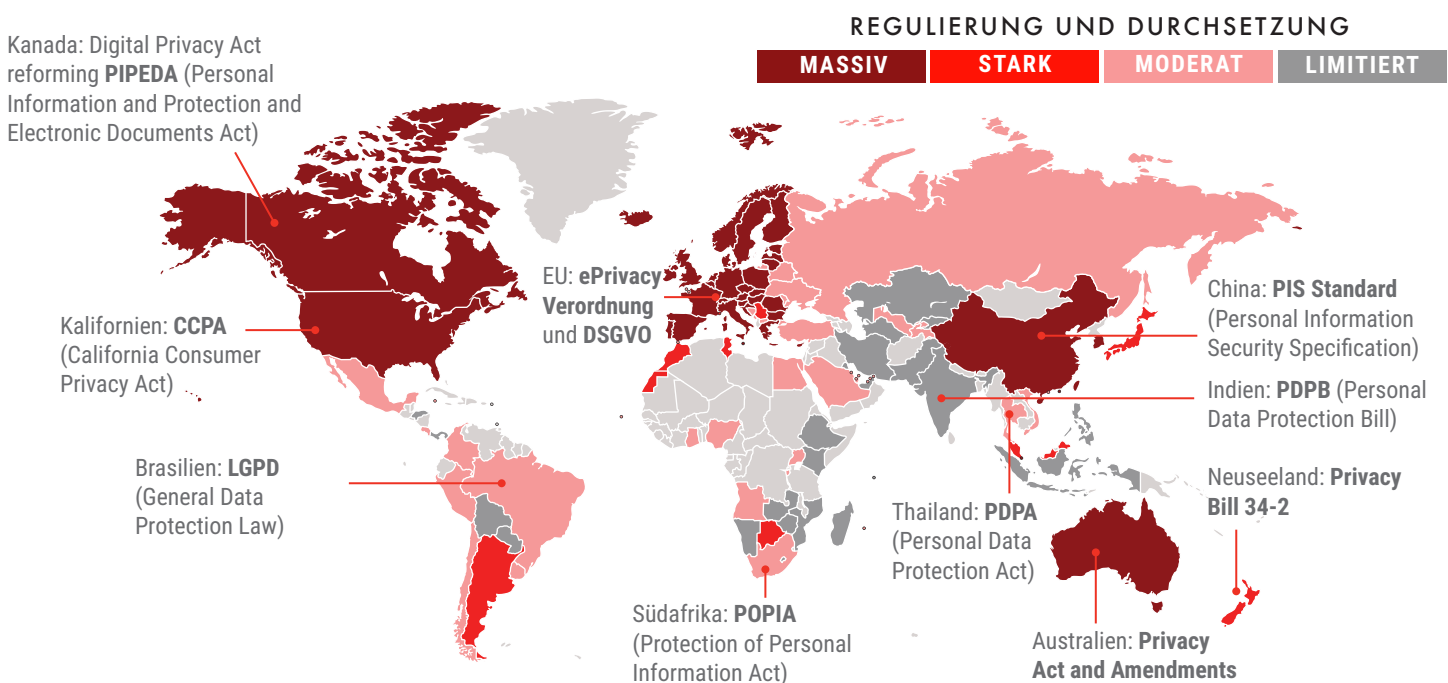 REGULIERUNG UND DURCHSETZUNG
MASSIV
STARK
MODERAT
LIMITIERT
Kanada: Digital Privacy Act
reforming PIPEDA (Personal
Information and Protection and
Electronic Documents Act)
EU: ePrivacy
Verordnung
und DSGVO
China: PIS Standard
(Personal Information
Security Specification)
Kalifornien: CCPA
(California Consumer
Privacy Act)
Indien: PDPB (Personal
Data Protection Bill)
Brasilien: LGPD
(General Data
Protection Law)
Neuseeland: Privacy
Bill 34-2
Thailand: PDPA
(Personal Data
Protection Act)
Südafrika: POPIA
(Protection of Personal
Information Act)
Australien: Privacy
Act and Amendments